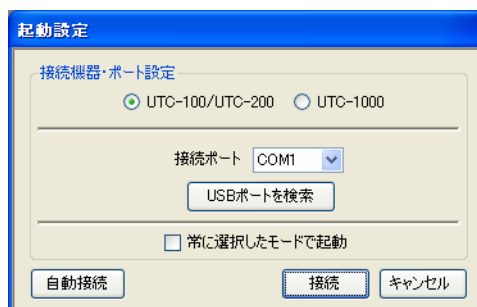 起動設定
接続機器・ポート設定
UTC-100/UTC-200 UTC-1000
接続ポート COM1
USBポートを検索
常に選択したモードで起動
自動接続 接続 キャンセル